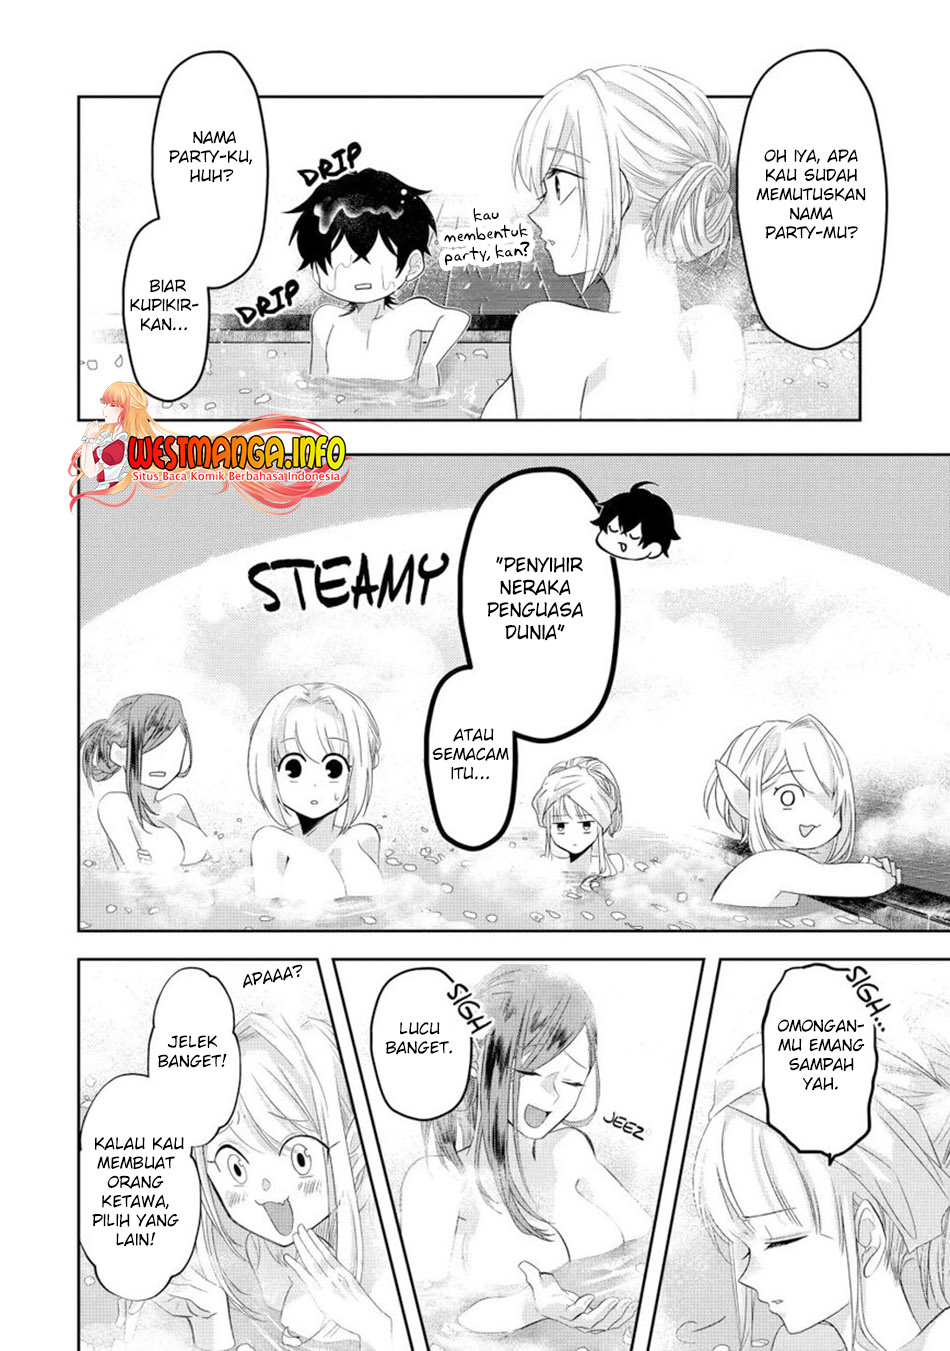 OH IYA, APA
KAU SUDAH
MEMUTUSKAN
NAMA
PARTY-MU?
kau
membentuk
party, kan?
DRIP
DRIP
NAMA
PARTY-KU,
HUH?
BIAR
KUPIKIR-
KAN...
WESTMANGA.INFO
Situs Baca Komik Berbahasa Indonesia
"PENYIHIR
NERAKA
PENGUASA
DUNIA"
STEAMY
ATAU
SEMACAM
ITU...
SIGH...
OMONGAN-
MU EMANG
SAMPAH
YAH.
SIGH
LUCU
BANGET.
JEEZ
APAAA?
JELEK
BANGET!
KALAU KAU
MEMBUAT
ORANG
KETAWA,
PILIH YANG
LAIN!